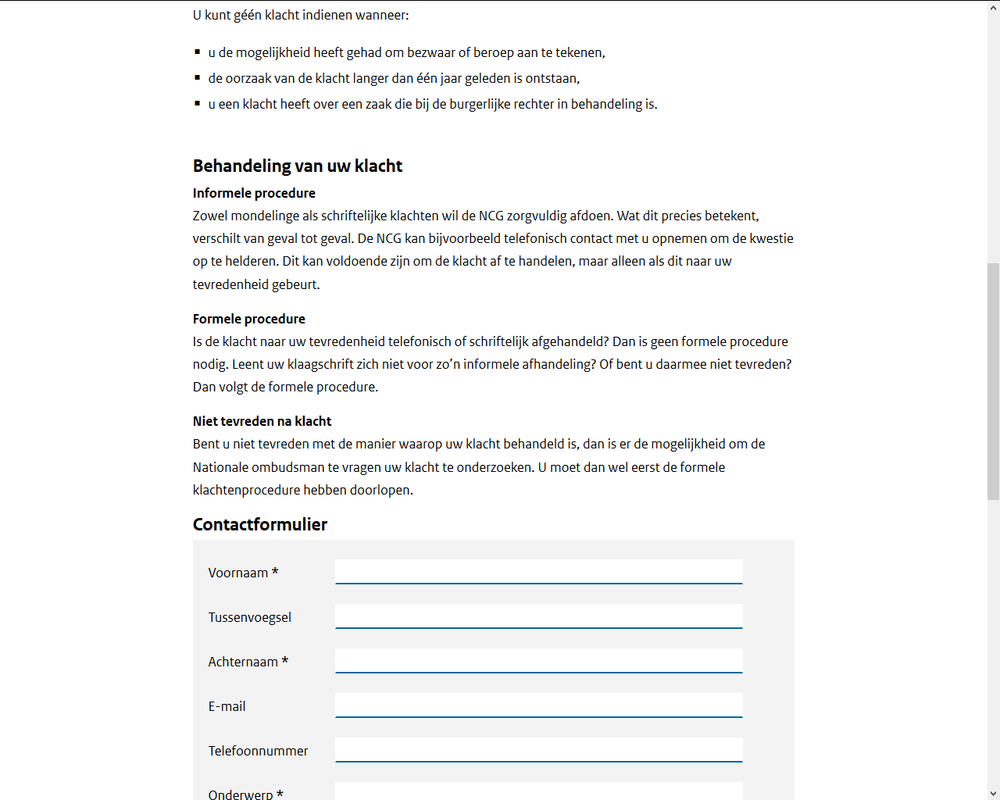 U kunt géén klacht indienen wanneer:
▪ u de mogelijkheid heeft gehad om bezwaar of beroep aan te tekenen,
▪ de oorzaak van de klacht langer dan één jaar geleden is ontstaan,
▪ u een klacht heeft over een zaak die bij de burgerlijke rechter in behandeling is.
Behandeling van uw klacht
Informele procedure
Zowel mondelinge als schriftelijke klachten wil de NCG zorgvuldig afdoen. Wat dit precies betekent,
verschilt van geval tot geval. De NCG kan bijvoorbeeld telefonisch contact met u opnemen om de kwestie
op te helderen. Dit kan voldoende zijn om de klacht af te handelen, maar alleen als dit naar uw
tevredenheid gebeurt.
Formele procedure
Is de klacht naar uw tevredenheid telefonisch of schriftelijk afgehandeld? Dan is geen formele procedure
nodig. Leent uw klaagschrift zich niet voor zo’n informele afhandeling? Of bent u daarmee niet tevreden?
Dan volgt de formele procedure.
Niet tevreden na klacht
Bent u niet tevreden met de manier waarop uw klacht behandeld is, dan is er de mogelijkheid om de
Nationale ombudsman te vragen uw klacht te onderzoeken. U moet dan wel eerst de formele
klachtenprocedure hebben doorlopen.
Contactformulier
Voornaam *
Tussenvoegsel
Achternaam *
E-mail
Telefoonnummer
Onderwerp *